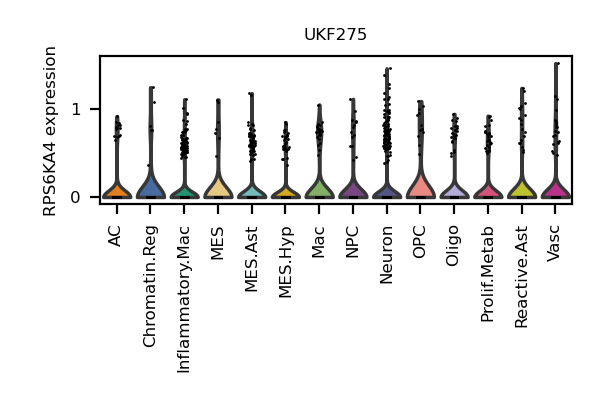 UKF275
RPS6KA4 expression
1
0
AC
Chromatin.Reg
Inflammatory.Mac
MES
MES.Ast
MES.Hyp
Mac
NPC
Neuron
OPC
Oligo
Prolif.Metab
Reactive.Ast
Vasc